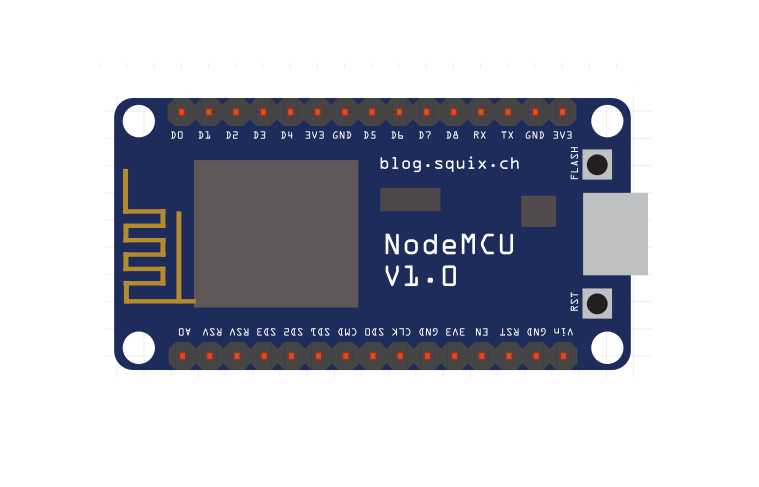 D0 D1 D2 D3 D4 3V3 GND D5 D6 D7 D8 RX TX GND 3V3
FLASH
blog.squix.ch
NodeMCU
V1.0
RST
A0 RSV RSV SD3 SD2 SD1 CMD SD0 CLK GND 3V3 EN RST GND Vin